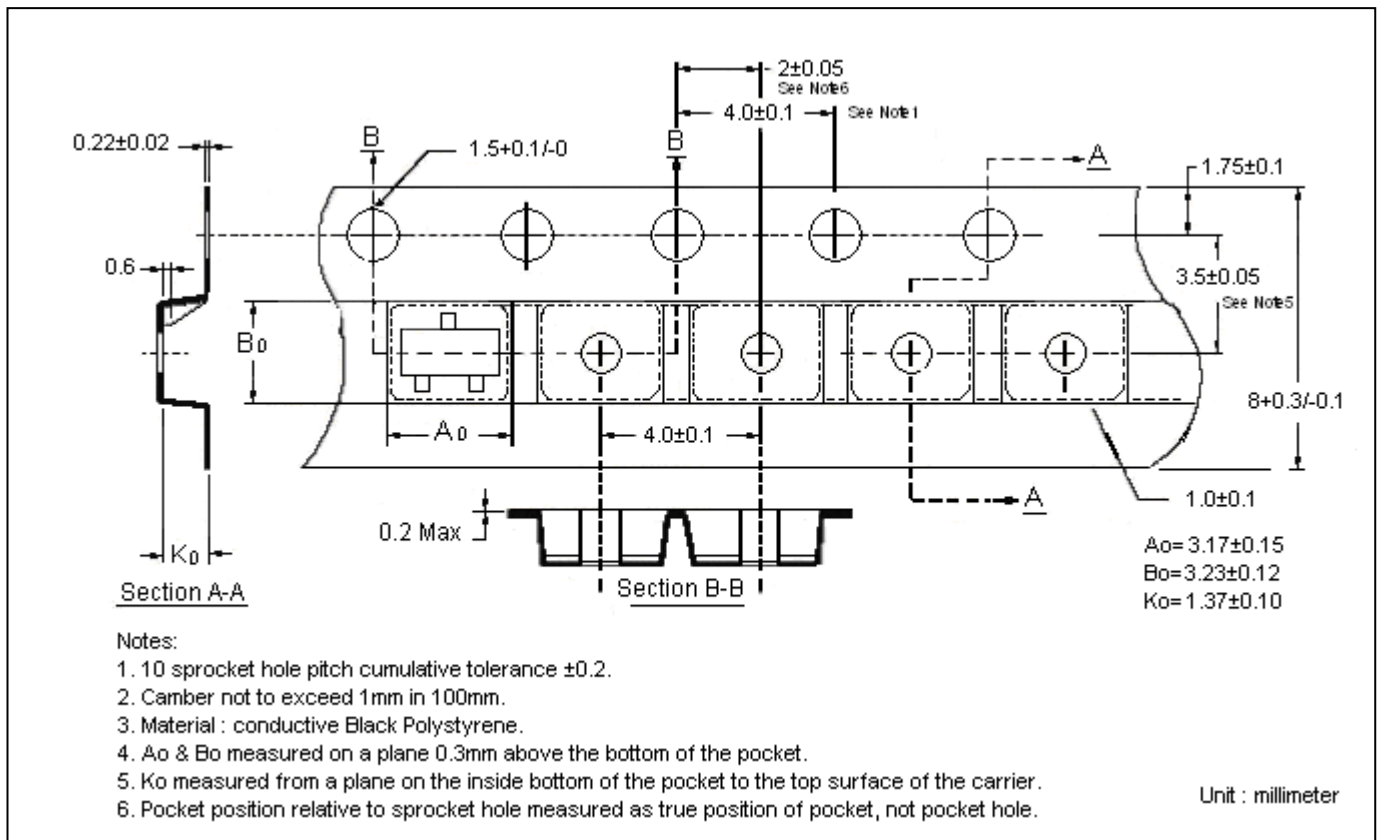 2±0.05
See Note6
4.0±0.1
See Note1
0.22±0.02
B
1.5+0.1/-0
B
A
1.75±0.1
0.6
3.5±0.05
See Note5
B0
8+0.3/-0.1
A0
4.0±0.1
0.2 Max
A
1.0±0.1
K0
Section A-A
Section B-B
Ao=3.17±0.15
Bo=3.23±0.12
Ko=1.37±0.10
Notes:
1. 10 sprocket hole pitch cumulative tolerance ±0.2.
2. Camber not to exceed 1mm in 100mm.
3. Material : conductive Black Polystyrene.
4. Ao & Bo measured on a plane 0.3mm above the bottom of the pocket.
5. Ko measured from a plane on the inside bottom of the pocket to the top surface of the carrier.
6. Pocket position relative to sprocket hole measured as true position of pocket, not pocket hole.
Unit : millimeter